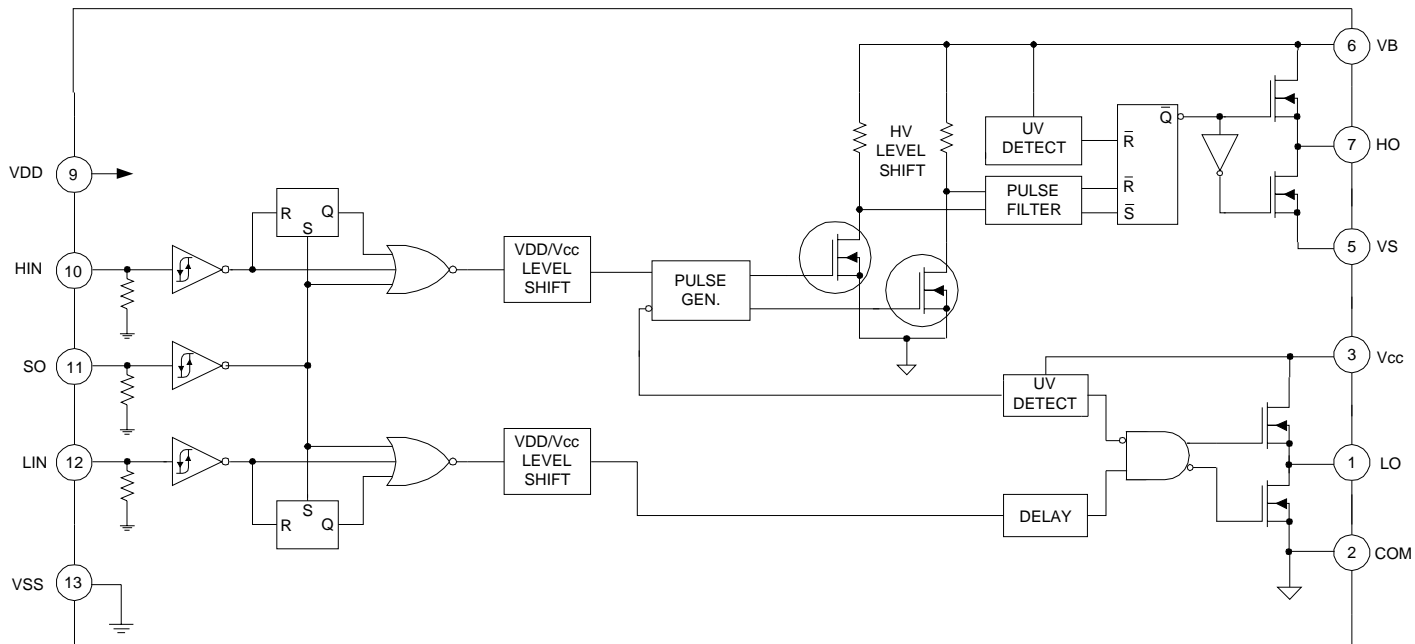 6 VB
HV
LEVEL
SHIFT
UV
DETECT
Q̅
R̅
7 HO
VDD 9
PULSE
FILTER
R̅
S̅
R Q
S
5 VS
HIN 10
VDD/Vcc
LEVEL
SHIFT
PULSE
GEN.
SO 11
3 Vcc
UV
DETECT
LIN 12
VDD/Vcc
LEVEL
SHIFT
1 LO
S
R Q
DELAY
2 COM
VSS 13